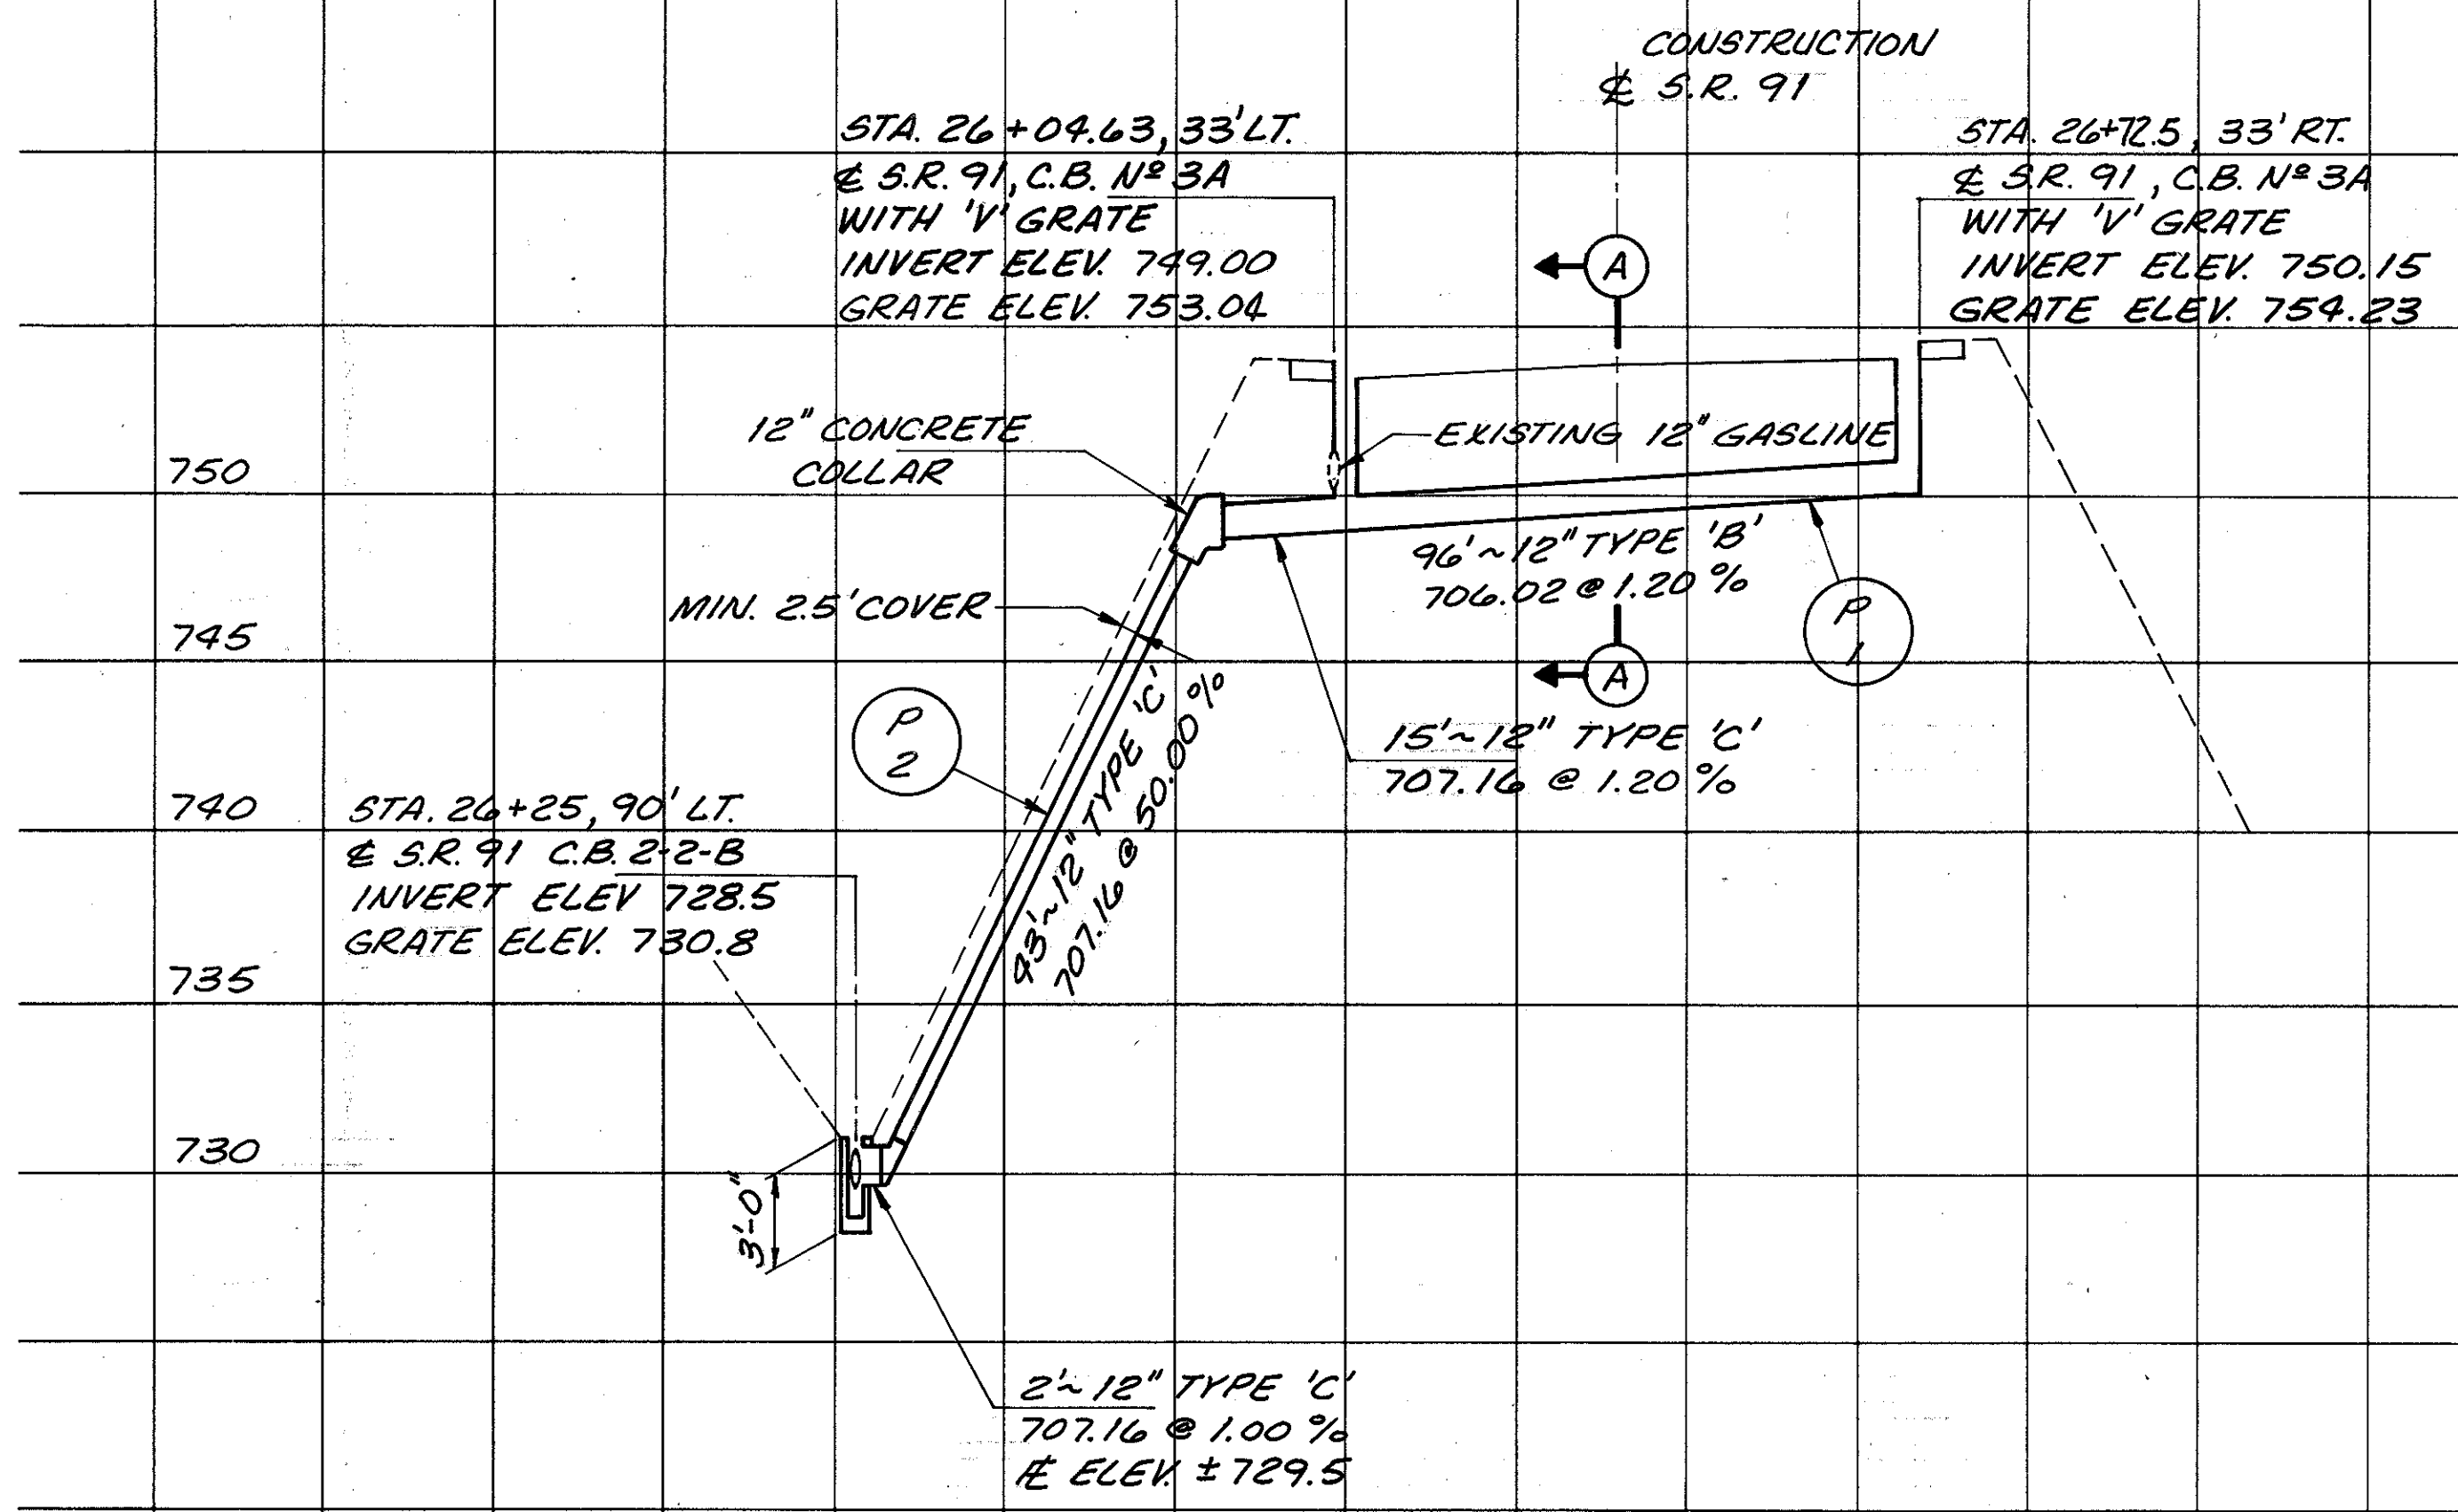 CONSTRUCTION
℄ S.R. 91
STA. 26+04.63, 33' LT.
℄ S.R. 91, C.B. Nº 3A
WITH 'V' GRATE
INVERT ELEV. 749.00
GRATE ELEV. 753.04
STA. 26+72.5, 33' RT.
℄ S.R. 91, C.B. Nº 3A
WITH 'V' GRATE
INVERT ELEV. 750.15
GRATE ELEV. 754.23
A
12" CONCRETE
COLLAR
EXISTING 12" GASLINE
750
96'~12" TYPE 'B'
706.02 @ 1.20 %
MIN. 2.5' COVER
P
1
745
A
P
2
43'~12" TYPE 'C'
707.16 @ 50.00 %
15'~12" TYPE 'C'
707.16 @ 1.20 %
740
STA. 26+25, 90' LT.
℄ S.R. 91 C.B. 2-2-B
INVERT ELEV 728.5
GRATE ELEV. 730.8
735
730
3'-0"
2'~12" TYPE 'C'
707.16 @ 1.00 %
ELEV. ± 729.5